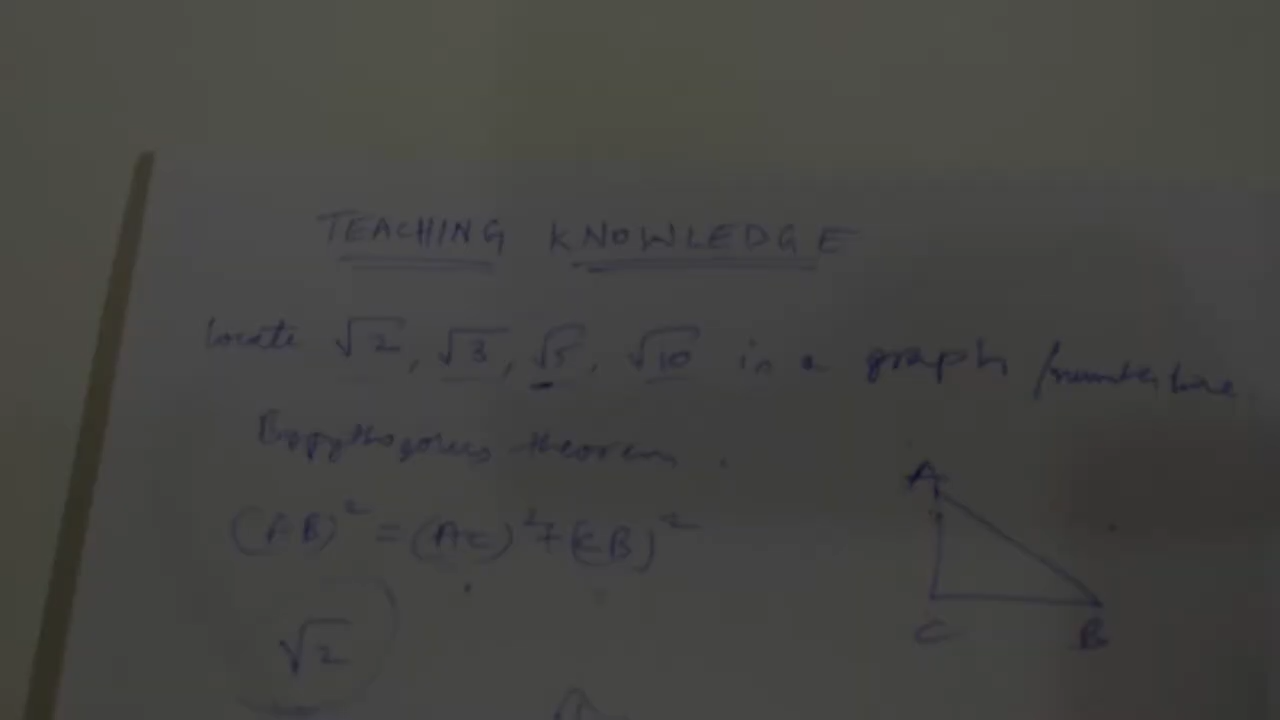 TEACHING KNOWLEDGE
locate √2, √3, √5, √10 in a graph /number line.
By pythagorus theorem.
(AB)² = (AC)² + (CB)²
A
C B
√2